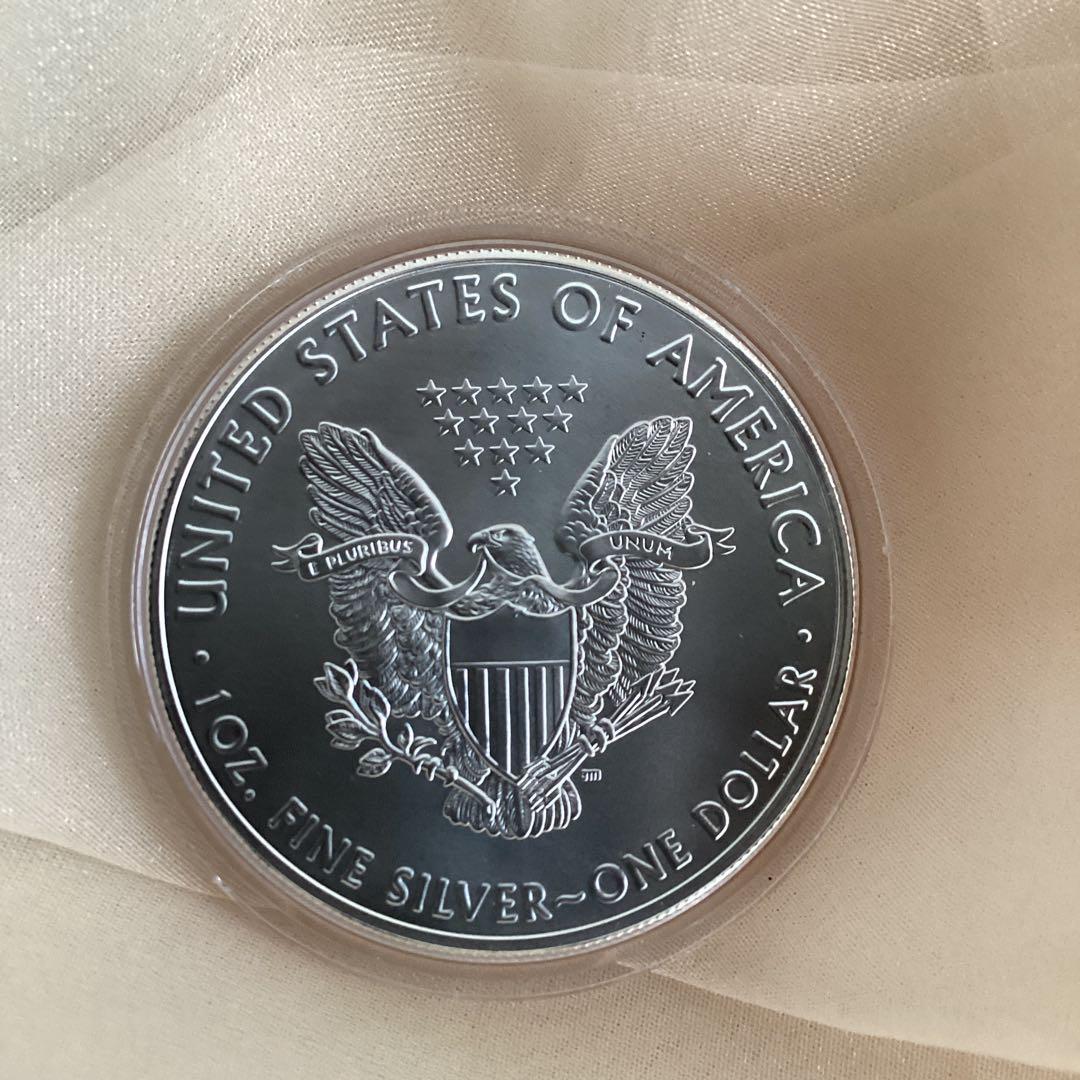 UNITED STATES OF AMERICA
E PLURIBUS
UNUM
1 OZ. FINE SILVER~ONE DOLLAR